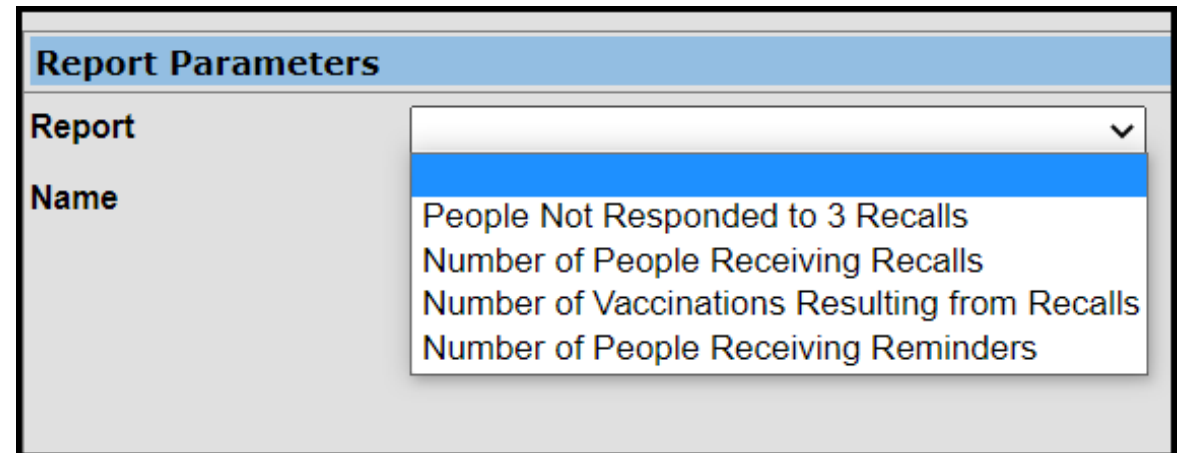 Report Parameters
Report
Name
People Not Responded to 3 Recalls
Number of People Receiving Recalls
Number of Vaccinations Resulting from Recalls
Number of People Receiving Reminders